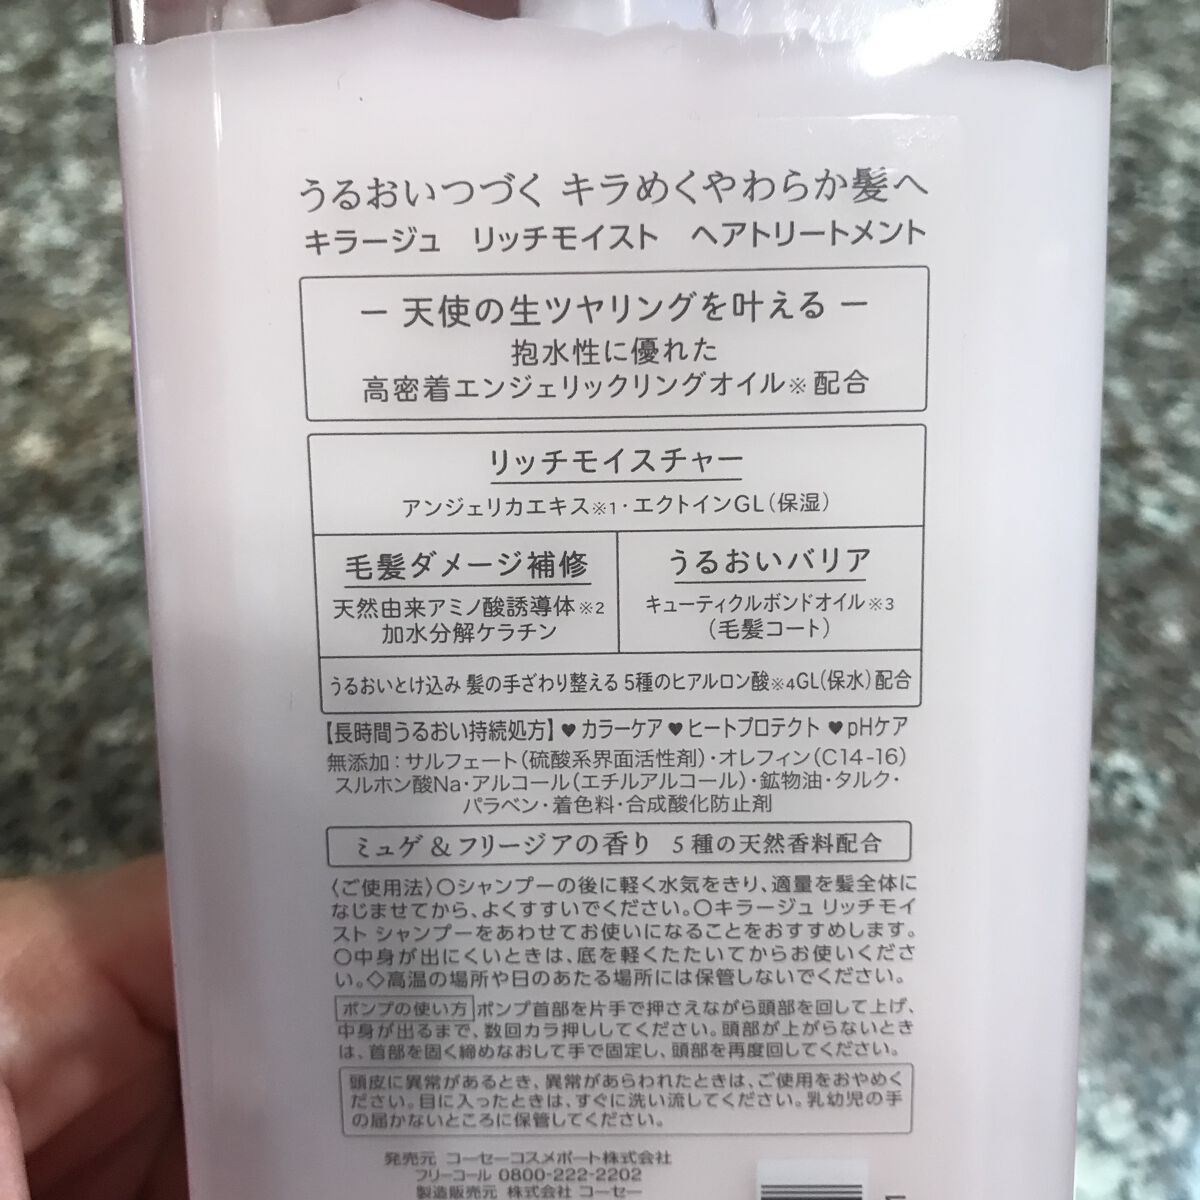 うるおいつづく キラめくやわらか髪へ
キラージュ リッチモイスト ヘアトリートメント
― 天使の生ツヤリングを叶える ―
抱水性に優れた
高密着エンジェリックリングオイル※配合
リッチモイスチャー
アンジェリカエキス※1・エクトインGL(保湿)
毛髪ダメージ補修
天然由来アミノ酸誘導体※2
加水分解ケラチン
うるおいバリア
キューティクルボンドオイル※3
(毛髪コート)
うるおいとけ込み 髪の手ざわり整える 5種のヒアルロン酸※4GL(保水)配合
【長時間うるおい持続処方】♥カラーケア♥ヒートプロテクト♥pHケア
無添加:サルフェート(硫酸系界面活性剤)・オレフィン(C14-16)
スルホン酸Na・アルコール(エチルアルコール)・鉱物油・タルク・
パラベン・着色料・合成酸化防止剤
ミュゲ&フリージアの香り 5種の天然香料配合
〈ご使用法〉○シャンプーの後に軽く水気をきり、適量を髪全体に
なじませてから、よくすすいでください。○キラージュ リッチモイ
スト シャンプーをあわせてお使いになることをおすすめします。
○中身が出にくいときは、底を軽くたたいてからお使いくださ
い。◇高温の場所や日のあたる場所には保管しないでください。
ポンプの使い方 ポンプ首部を片手で押さえながら頭部を回して上げ、
中身が出るまで、数回カラ押ししてください。頭部が上がらないとき
は、首部を固く締めなおして手で固定し、頭部を再度回してください。
頭皮に異常があるとき、異常があらわれたときは、ご使用をおやめく
ださい。目に入ったときは、すぐに洗い流してください。乳幼児の手
の届かないところに保管してください。
発売元 コーセーコスメポート株式会社
フリーコール 0800-222-2202
製造販売元 株式会社 コーセー